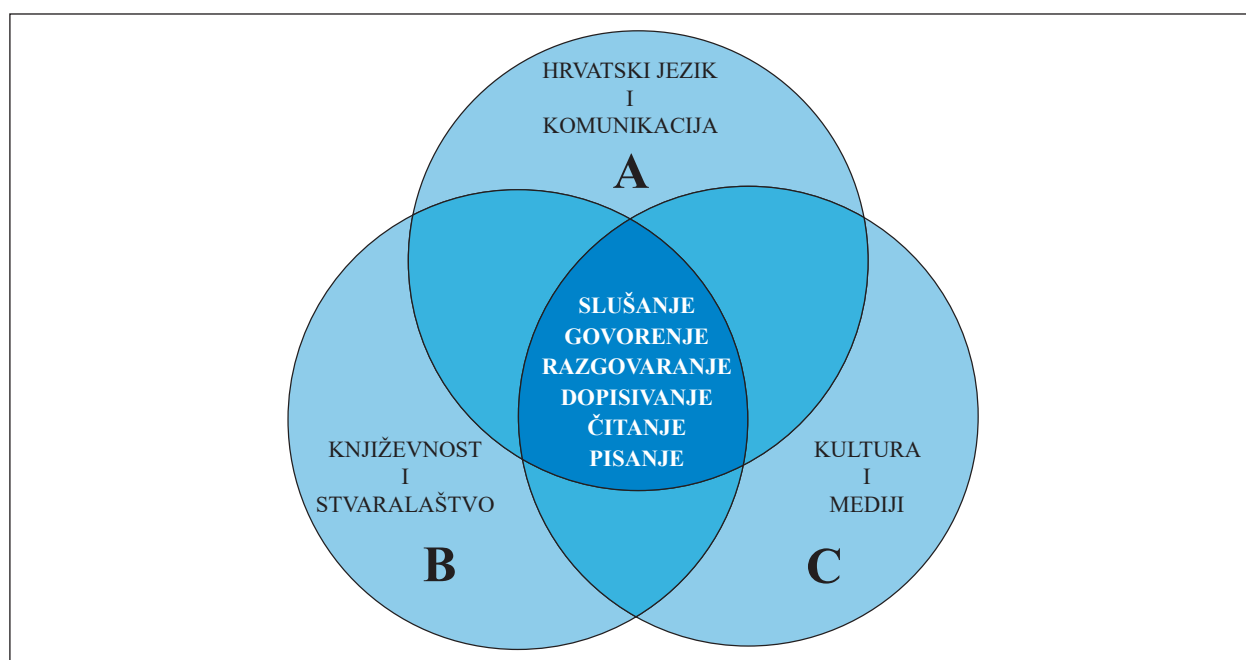 HRVATSKI JEZIK
I
KOMUNIKACIJA
A
SLUŠANJE
GOVORENJE
RAZGOVARANJE
DOPISIVANJE
ČITANJE
PISANJE
KNJIŽEVNOST
I
STVARALAŠTVO
B
KULTURA
I
MEDIJI
C